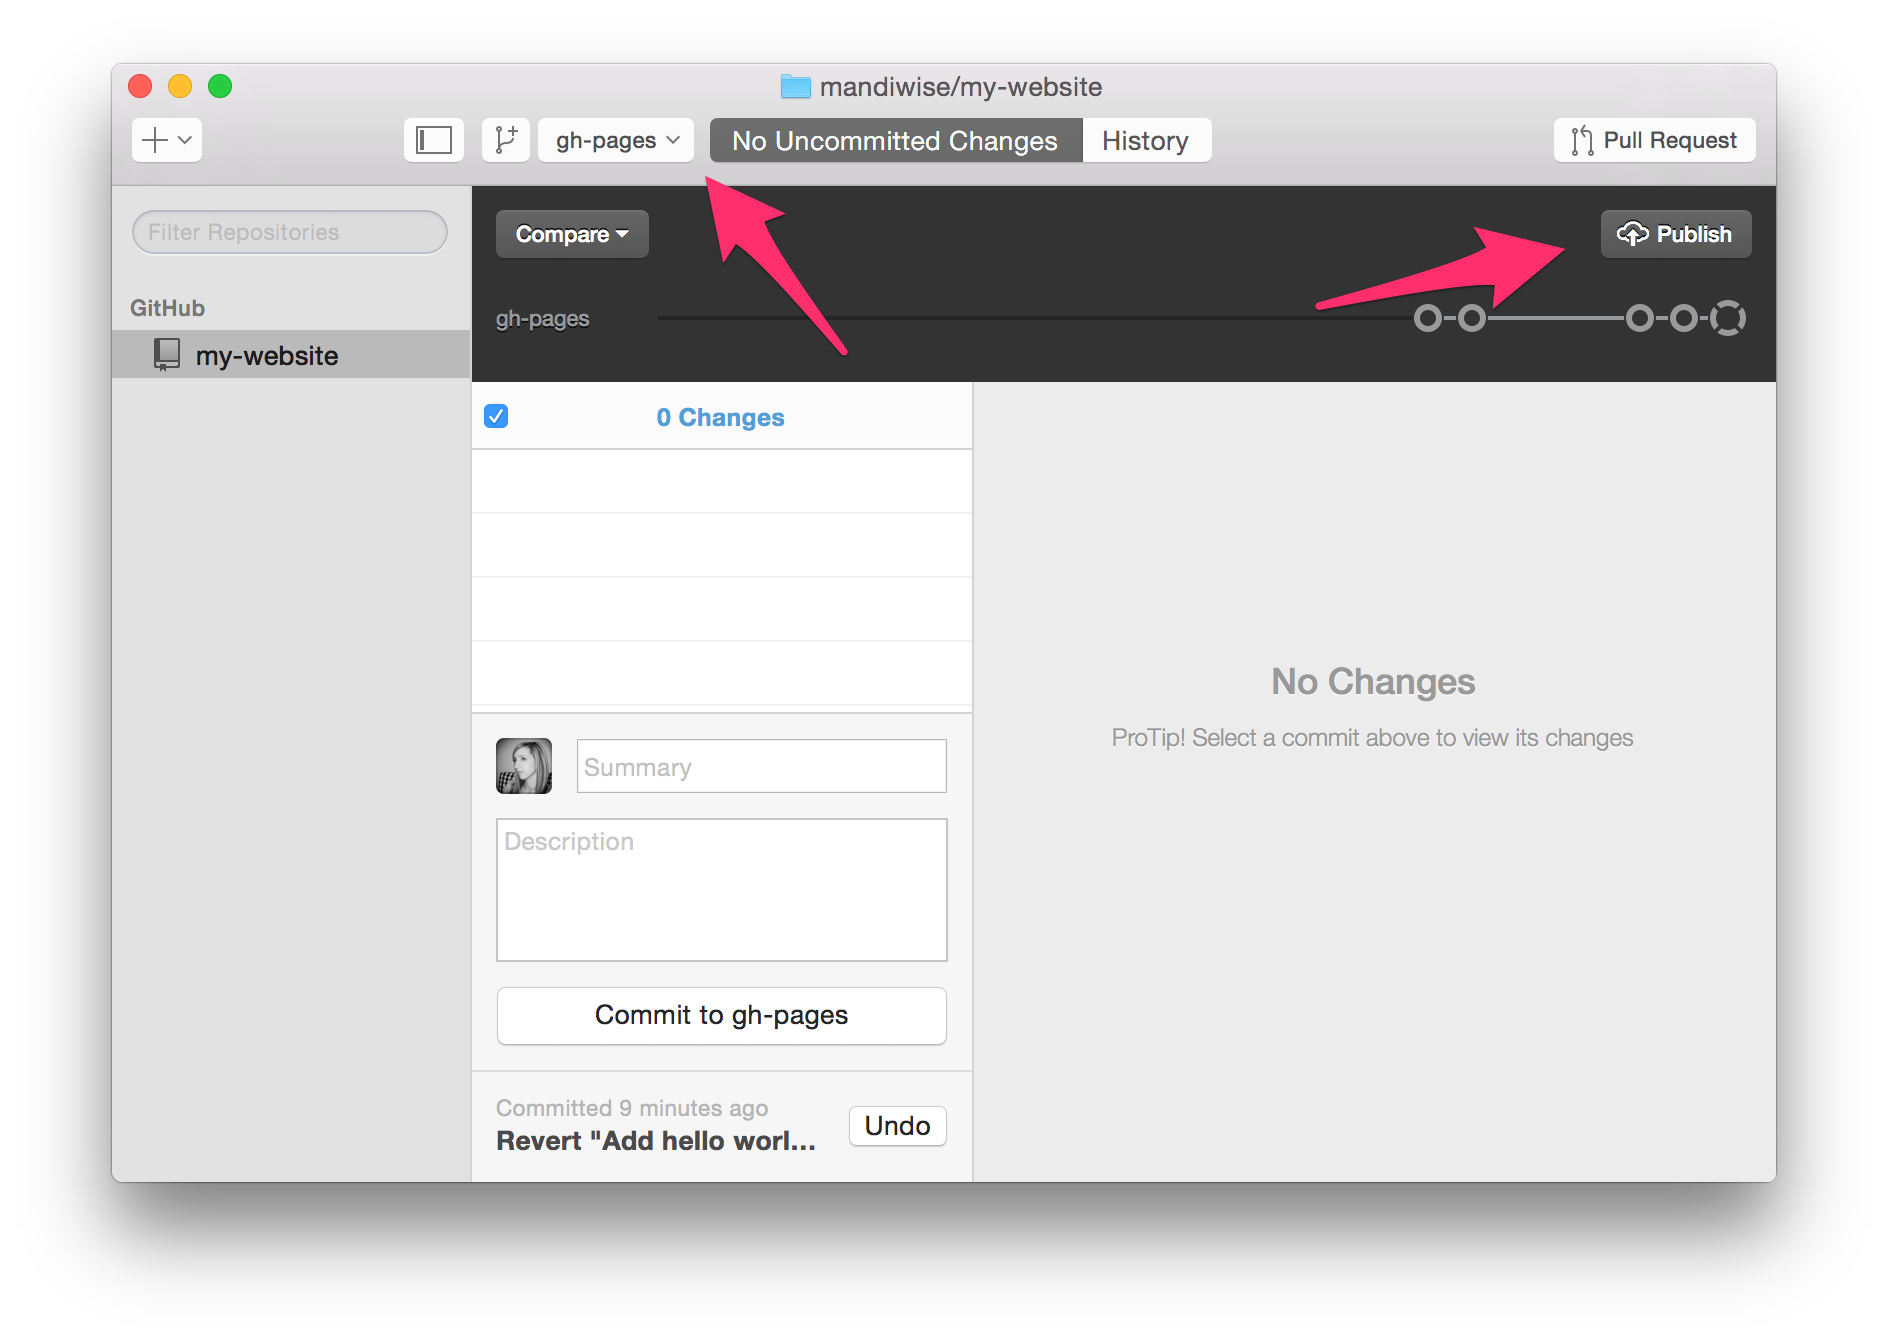 mandiwise/my-website
gh-pages
No Uncommitted Changes
History
Pull Request
Filter Repositories
GitHub
my-website
Compare
Publish
gh-pages
0 Changes
No Changes
ProTip! Select a commit above to view its changes
Summary
Description
Commit to gh-pages
Committed 9 minutes ago
Revert "Add hello worl...
Undo